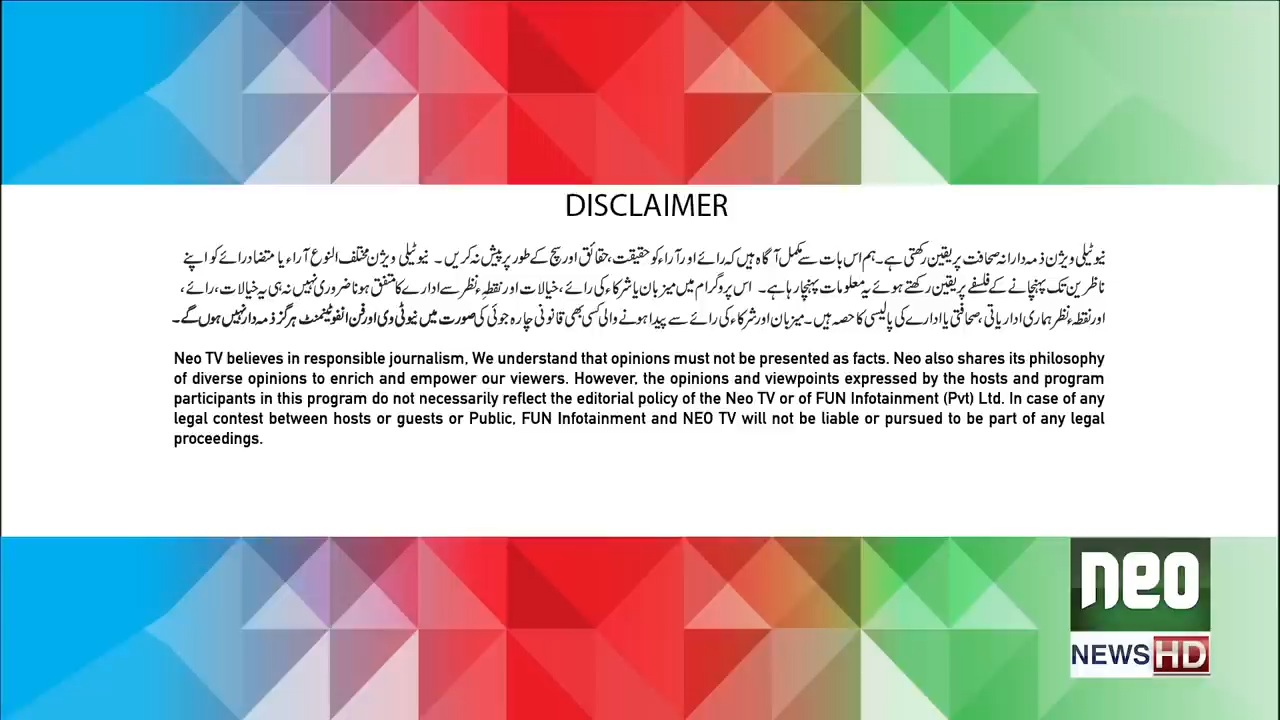 DISCLAIMER
نیو ٹیلی ویژن ذمہ دارانہ صحافت پر یقین رکھتی ہے۔ ہم اس بات سے مکمل آگاہ ہیں کہ رائے اور آراء کو حقیقت، حقائق اور سچ کے طور پر پیش نہ کریں ۔ نیو ٹیلی ویژن مختلف النوع آراء یا متضاد رائے کو اپنے
ناظرین تک پہنچانے کے فلسفے پر یقین رکھتے ہوئے یہ معلومات پہنچا رہا ہے۔ اس پروگرام میں میزبان یا شرکاء کی رائے، خیالات اور نقطہءِ نظر سے ادارے کا متفق ہونا ضروری نہیں نہ ہی یہ خیالات، رائے،
اور نقطہءِ نظر ہماری ادارتی، صحافتی یا ادارے کی پالیسی کا حصہ ہیں۔ میزبان اور شرکاء کی رائے سے پیدا ہونے والی کسی بھی قانونی چارہ جوئی کی صورت میں نیو ٹی وی اور فن انفوٹینمنٹ ہرگز ذمہ دار نہیں ہوں گے۔
Neo TV believes in responsible journalism, We understand that opinions must not be presented as facts. Neo also shares its philosophy
of diverse opinions to enrich and empower our viewers. However, the opinions and viewpoints expressed by the hosts and program
participants in this program do not necessarily reflect the editorial policy of the Neo TV or of FUN Infotainment (Pvt) Ltd. In case of any
legal contest between hosts or guests or Public, FUN Infotainment and NEO TV will not be liable or pursued to be part of any legal
proceedings.
neo
NEWS HD